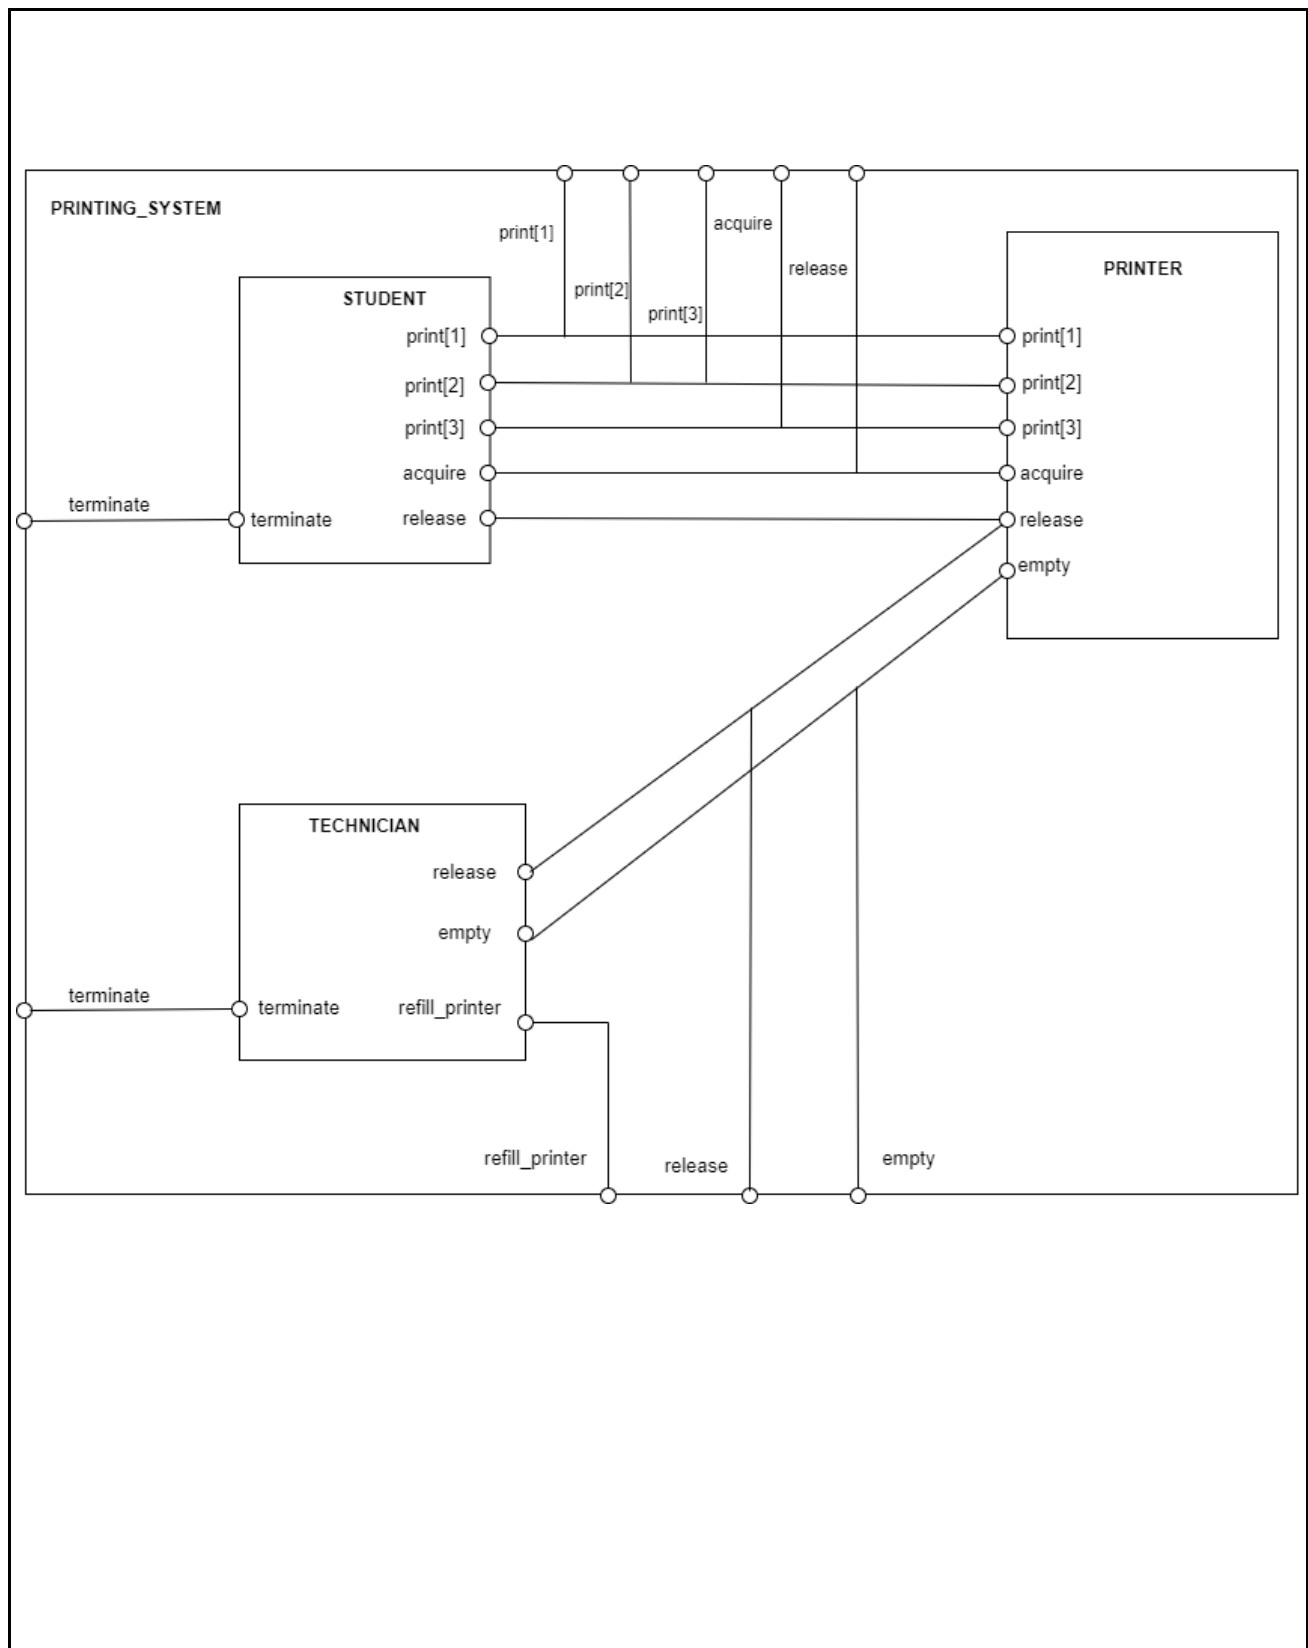 PRINTING_SYSTEM
print[1]
print[2]
print[3]
acquire
release
STUDENT
print[1]
print[2]
print[3]
acquire
release
terminate
terminate
PRINTER
print[1]
print[2]
print[3]
acquire
release
empty
TECHNICIAN
release
empty
refill_printer
terminate
terminate
refill_printer
release
empty